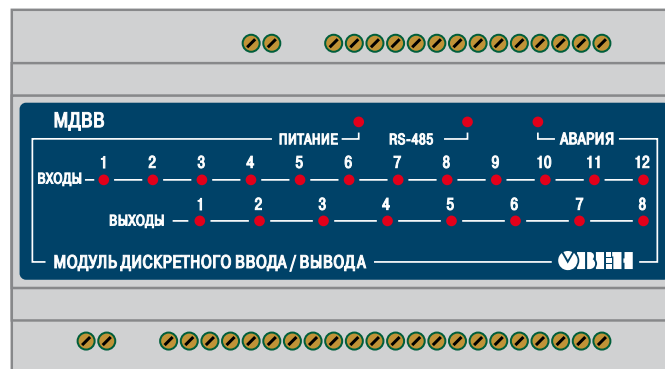 МДВВ
ПИТАНИЕ RS-485 АВАРИЯ
1 2 3 4 5 6 7 8 9 10 11 12
ВХОДЫ
1 2 3 4 5 6 7 8
ВЫХОДЫ
МОДУЛЬ ДИСКРЕТНОГО ВВОДА / ВЫВОДА ОВЕН